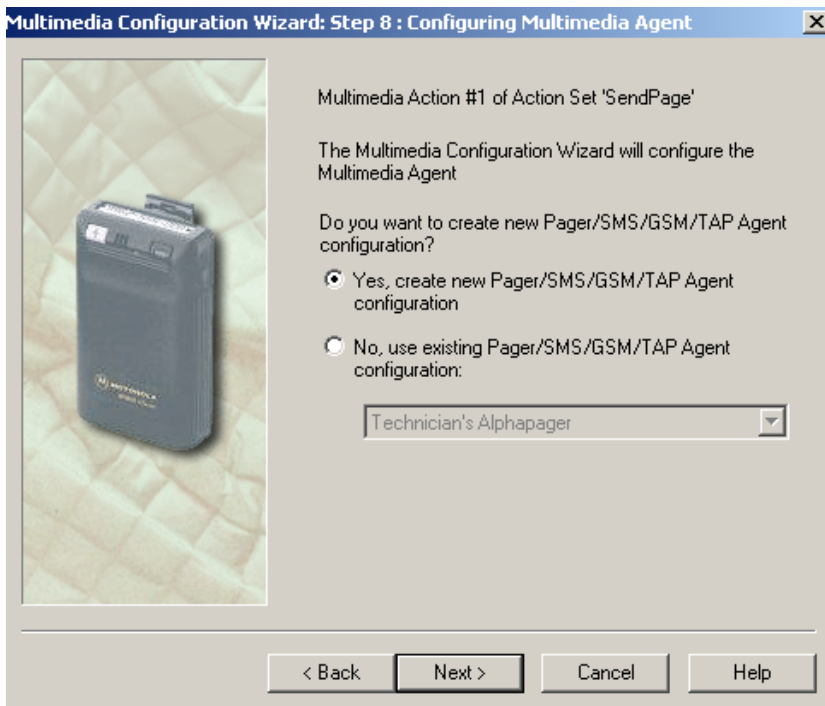 Multimedia Configuration Wizard: Step 8 : Configuring Multimedia Agent
Multimedia Action #1 of Action Set 'SendPage'
The Multimedia Configuration Wizard will configure the
Multimedia Agent
Do you want to create new Pager/SMS/GSM/TAP Agent
configuration?
Yes, create new Pager/SMS/GSM/TAP Agent
configuration
No, use existing Pager/SMS/GSM/TAP Agent
configuration:
Technician's Alphapager
MOTOROLA
< Back
Next >
Cancel
Help